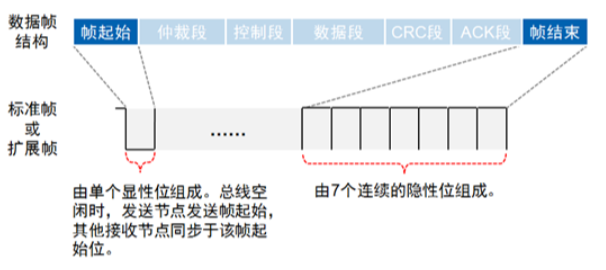 数据帧
结构
帧起始 仲裁段 控制段 数据段 CRC段 ACK段 帧结束
标准帧
或
扩展帧
......
由单个显性位组成。总线空
闲时，发送节点发送帧起始，
其他接收节点同步于该帧起
始位。
由7个连续的隐性位组成。